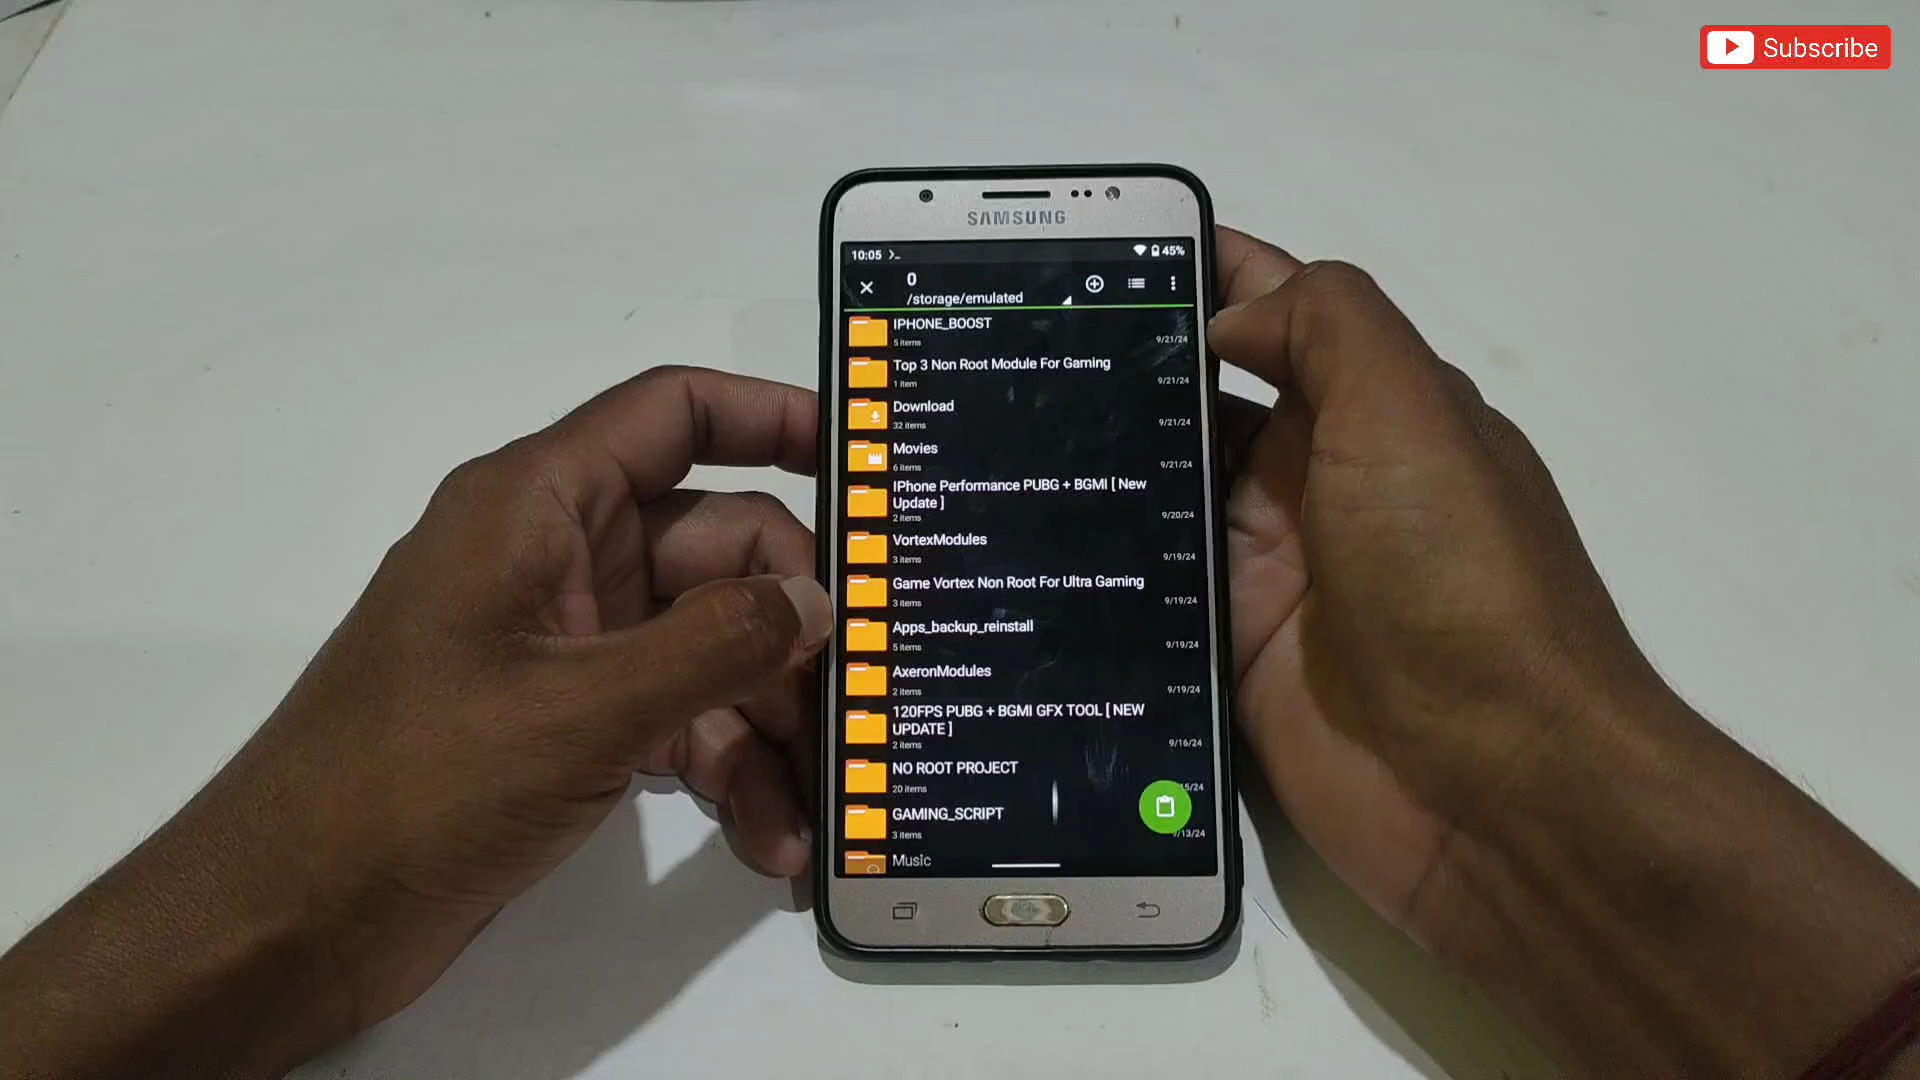 Subscribe
SAMSUNG
10:05
45%
0
/storage/emulated
IPHONE_BOOST
5 items
9/21/24
Top 3 Non Root Module For Gaming
1 item
9/21/24
Download
32 items
9/21/24
Movies
6 items
9/21/24
IPhone Performance PUBG + BGMI [ New
Update ]
2 items
9/20/24
VortexModules
3 items
9/19/24
Game Vortex Non Root For Ultra Gaming
3 items
9/19/24
Apps_backup_reinstall
5 items
9/19/24
AxeronModules
2 items
9/19/24
120FPS PUBG + BGMI GFX TOOL [ NEW
UPDATE ]
2 items
9/16/24
NO ROOT PROJECT
20 items
15/24
GAMING_SCRIPT
3 items
9/13/24
Music